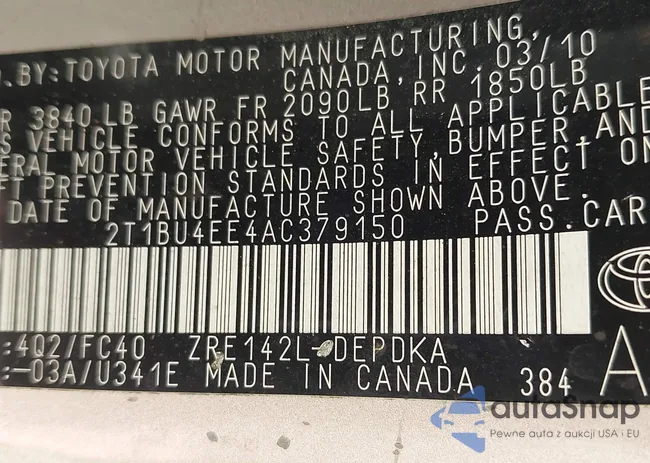 . BY: TOYOTA MOTOR MANUFACTURING,
CANADA, INC. 03/10
R 3840 LB GAWR FR 2090LB RR 1850LB
S VEHICLE CONFORMS TO ALL APPLICABLE
ERAL MOTOR VEHICLE SAFETY, BUMPER, AND
FT PREVENTION STANDARDS IN EFFECT ON
DATE OF MANUFACTURE SHOWN ABOVE.
2T1BU4EE4AC379150 PASS. CAR
:4Q2/FC40 ZRE142L-DEPDKA
:-03A/U341E MADE IN CANADA 384 A
autoSnap
Pewne auta z aukcji USA i EU